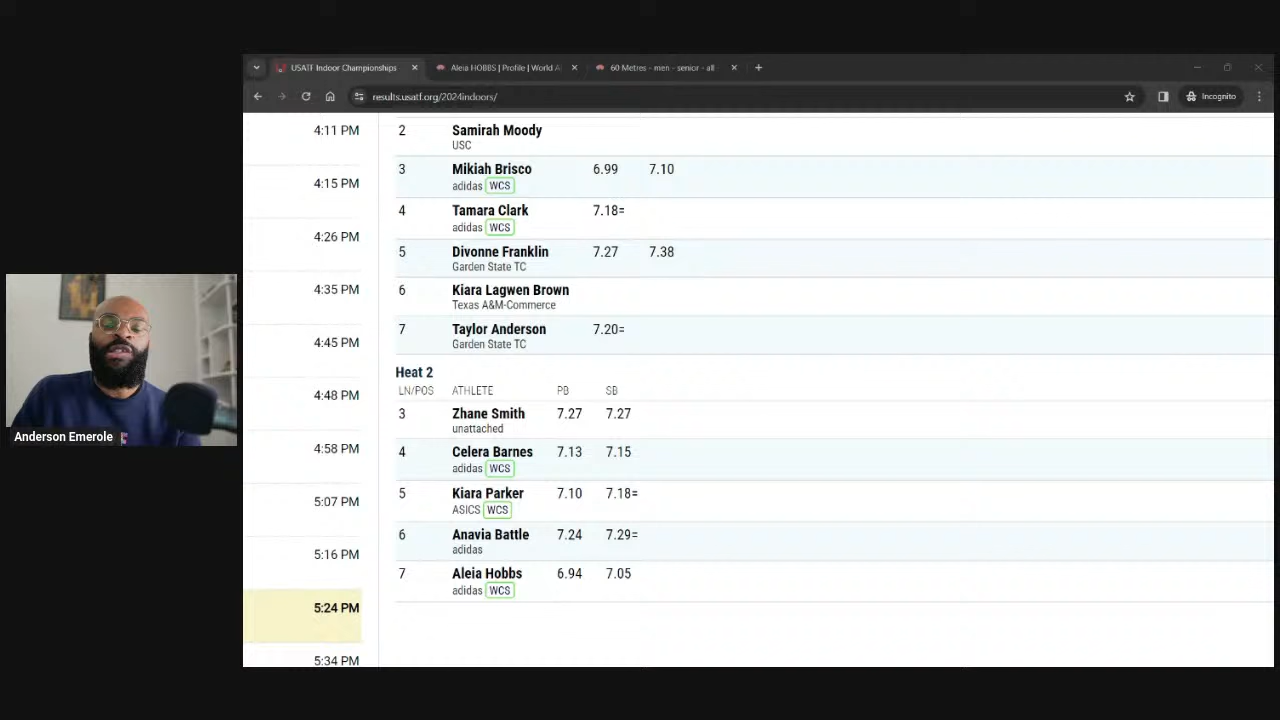 USATF Indoor Championships
Aleia HOBBS | Profile | World A
60 Metres - men - senior - all
results.usatf.org/2024indoors/
Incognito
4:11 PM
4:15 PM
4:26 PM
4:35 PM
4:45 PM
4:48 PM
4:58 PM
5:07 PM
5:16 PM
5:24 PM
5:34 PM
2 Samirah Moody
USC
3 Mikiah Brisco 6.99 7.10
adidas WCS
4 Tamara Clark 7.18=
adidas WCS
5 Divonne Franklin 7.27 7.38
Garden State TC
6 Kiara Lagwen Brown
Texas A&M-Commerce
7 Taylor Anderson 7.20=
Garden State TC
Heat 2
LN/POS ATHLETE PB SB
3 Zhane Smith 7.27 7.27
unattached
4 Celera Barnes 7.13 7.15
adidas WCS
5 Kiara Parker 7.10 7.18=
ASICS WCS
6 Anavia Battle 7.24 7.29=
adidas
7 Aleia Hobbs 6.94 7.05
adidas WCS
Anderson Emerole